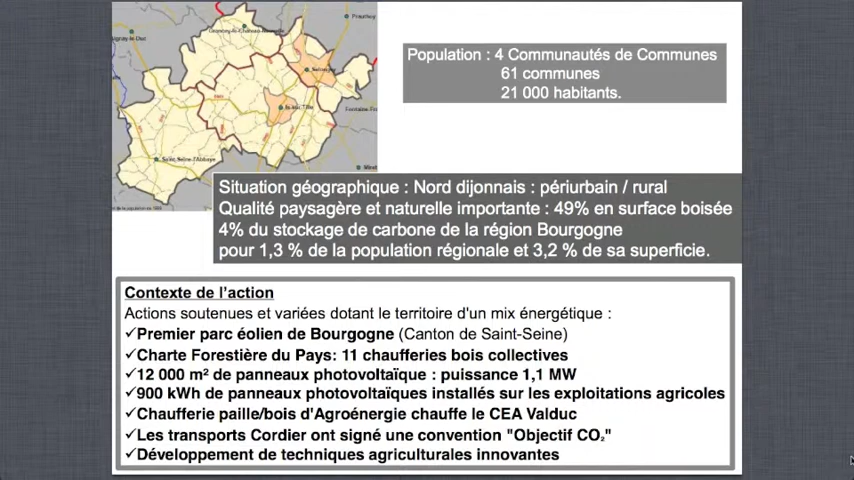 Prauthoy
Is-sur-Tille
Selongey
Population : 4 Communautés de Communes
61 communes
21 000 habitants.
Situation géographique : Nord dijonnais : périurbain / rural
Qualité paysagère et naturelle importante : 49% en surface boisée
4% du stockage de carbone de la région Bourgogne
pour 1,3 % de la population régionale et 3,2 % de sa superficie.
Contexte de l'action
Actions soutenues et variées dotant le territoire d'un mix énergétique :
✓Premier parc éolien de Bourgogne (Canton de Saint-Seine)
✓Charte Forestière du Pays: 11 chaufferies bois collectives
✓12 000 m² de panneaux photovoltaïque : puissance 1,1 MW
✓900 kWh de panneaux photovoltaïques installés sur les exploitations agricoles
✓Chaufferie paille/bois d'Agroénergie chauffe le CEA Valduc
✓Les transports Cordier ont signé une convention "Objectif CO₂"
✓Développement de techniques agriculturales innovantes